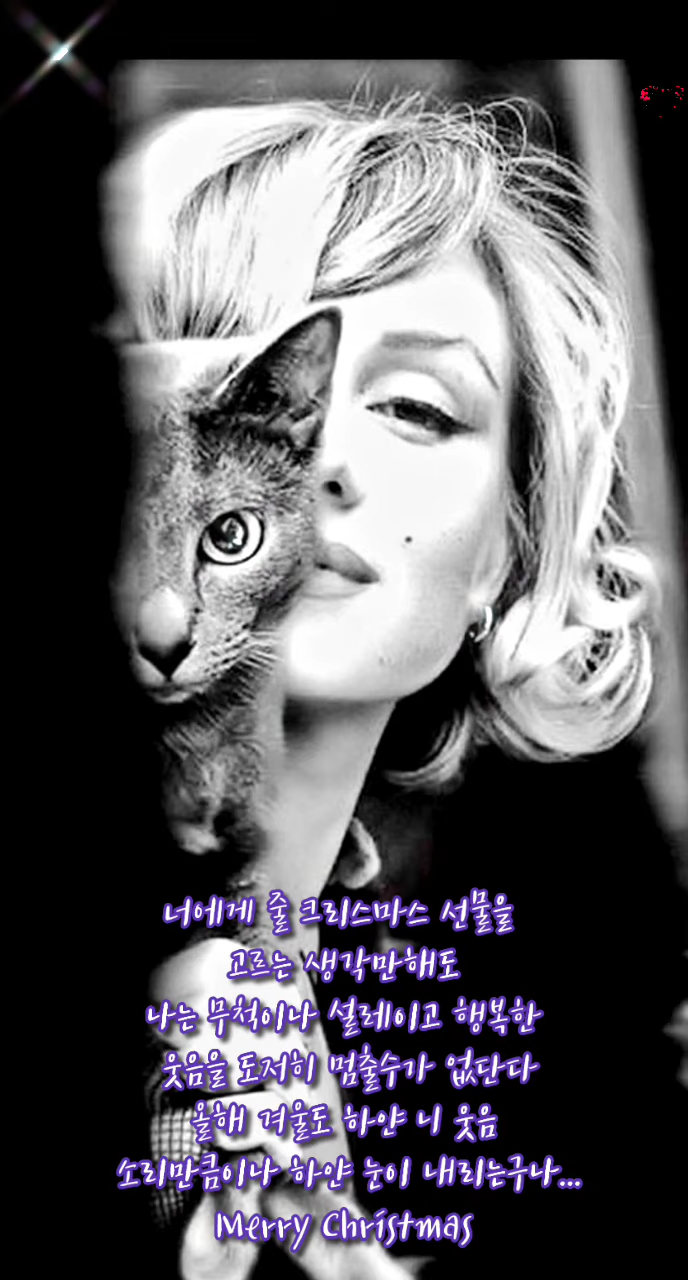 너에게 줄 크리스마스 선물을
고르는 생각만해도
나는 무척이나 설레이고 행복한
웃음을 도저히 멈출수가 없단다
올해 겨울도 하얀 니 웃음
소리만큼이나 하얀 눈이 내리는구나...
Merry Christmas